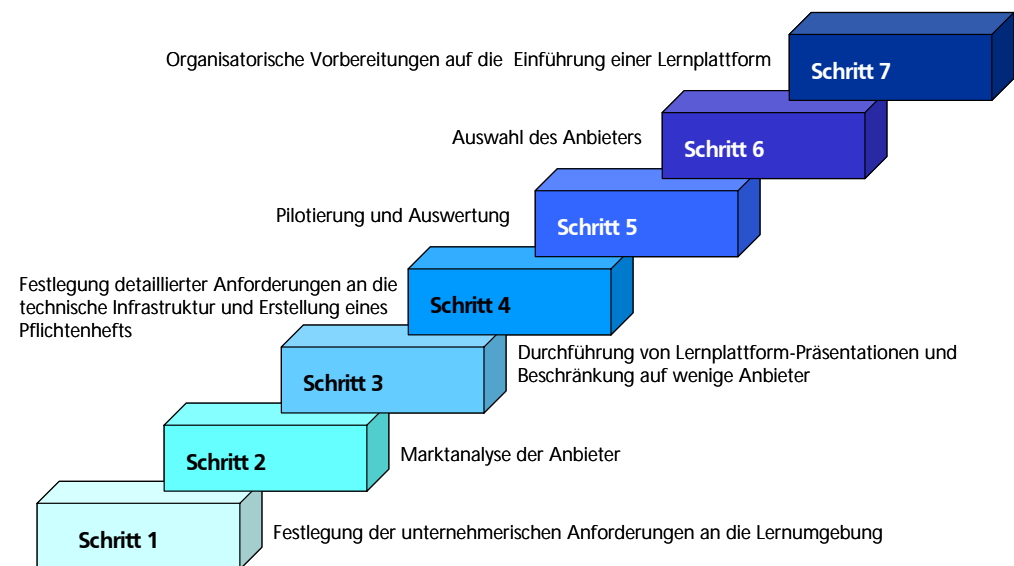 Organisatorische Vorbereitungen auf die Einführung einer Lernplattform
Schritt 7
Auswahl des Anbieters
Schritt 6
Pilotierung und Auswertung
Schritt 5
Festlegung detaillierter Anforderungen an die
technische Infrastruktur und Erstellung eines
Pflichtenhefts
Schritt 4
Durchführung von Lernplattform-Präsentationen und
Beschränkung auf wenige Anbieter
Schritt 3
Marktanalyse der Anbieter
Schritt 2
Festlegung der unternehmerischen Anforderungen an die Lernumgebung
Schritt 1